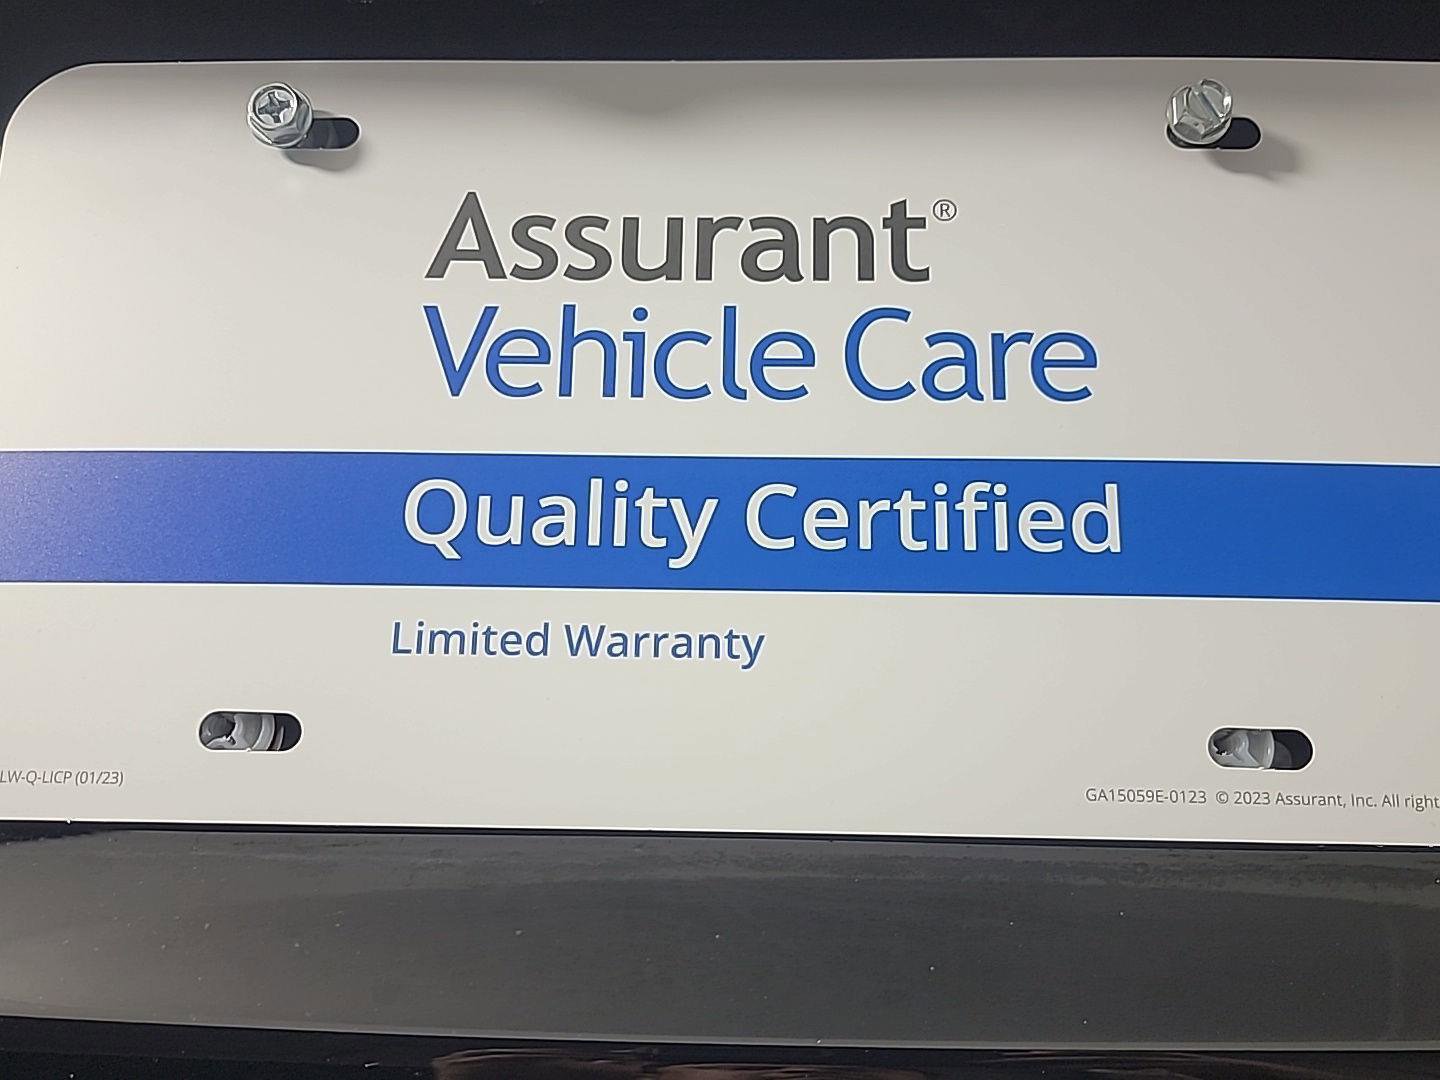 Assurant®
Vehicle Care
Quality Certified
Limited Warranty
LW-Q-LICP (01/23)
GA15059E-0123 © 2023 Assurant, Inc. All right